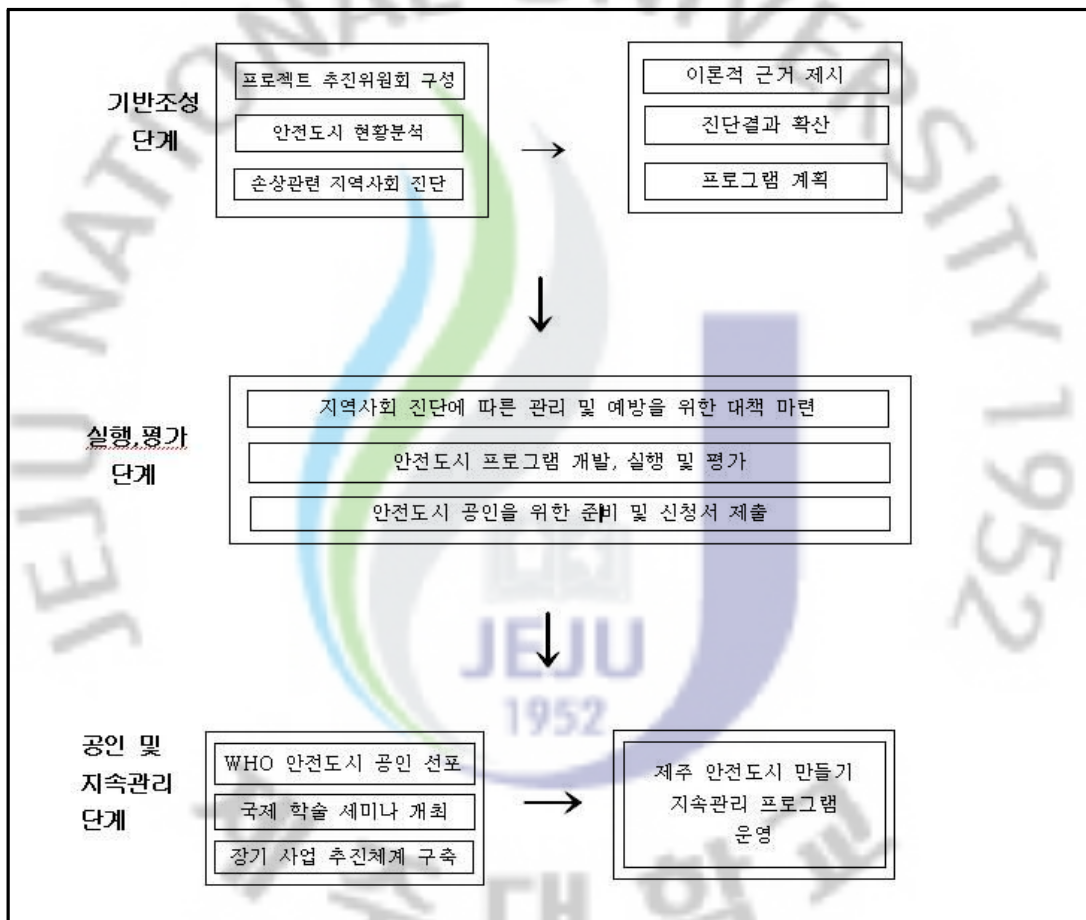 기반조성
단계
프로젝트 추진위원회 구성
안전도시 현황분석
손상관련 지역사회 진단
이론적 근거 제시
진단결과 확산
프로그램 계획
실행,평가
단계
지역사회 진단에 따른 관리 및 예방을 위한 대책 마련
안전도시 프로그램 개발, 실행 및 평가
안전도시 공인을 위한 준비 및 신청서 제출
공인 및
지속관리
단계
WHO 안전도시 공인 선포
국제 학술 세미나 개최
장기 사업 추진체계 구축
제주 안전도시 만들기
지속관리 프로그램
운영
JEJU NATIONAL UNIVERSITY 1952
JEJU
1952
대학교